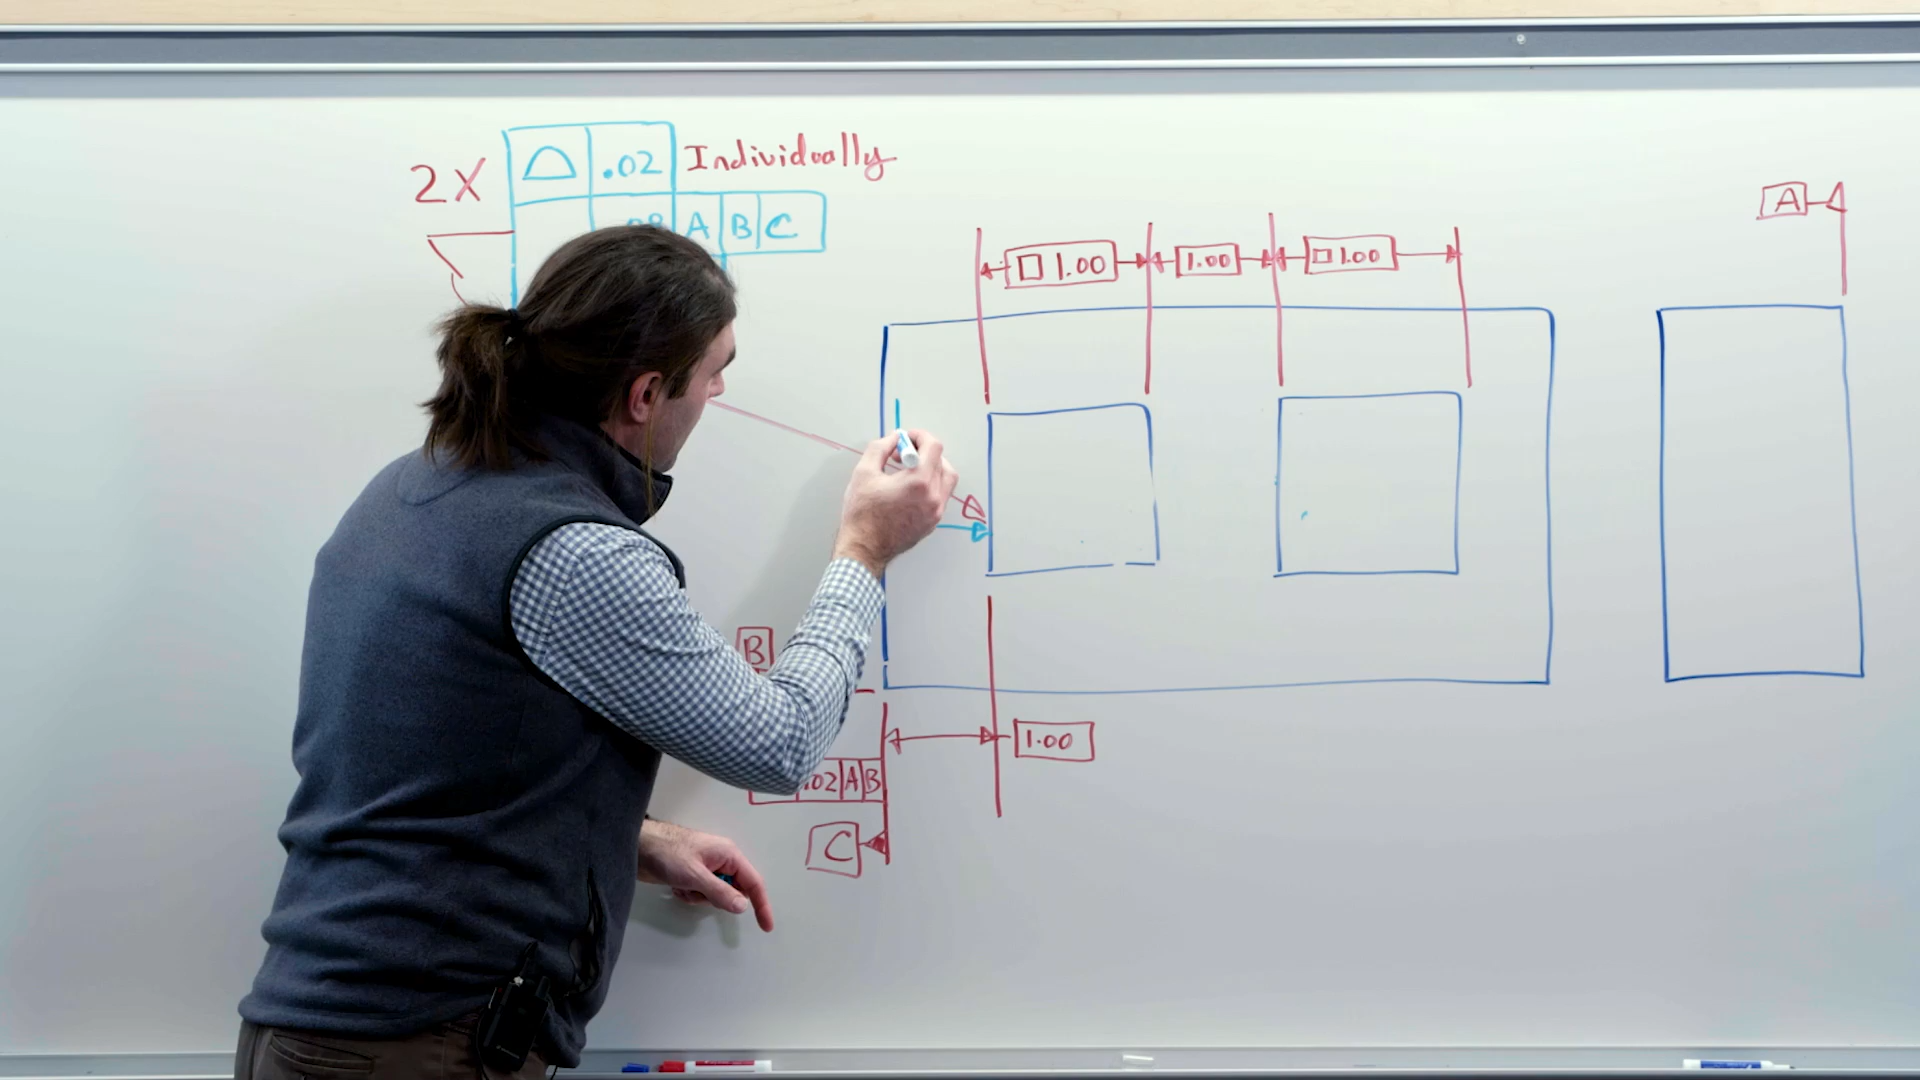 2X .02 Individually
A B C
A
1.00 1.00 1.00
B
1.00
.02 A B
C